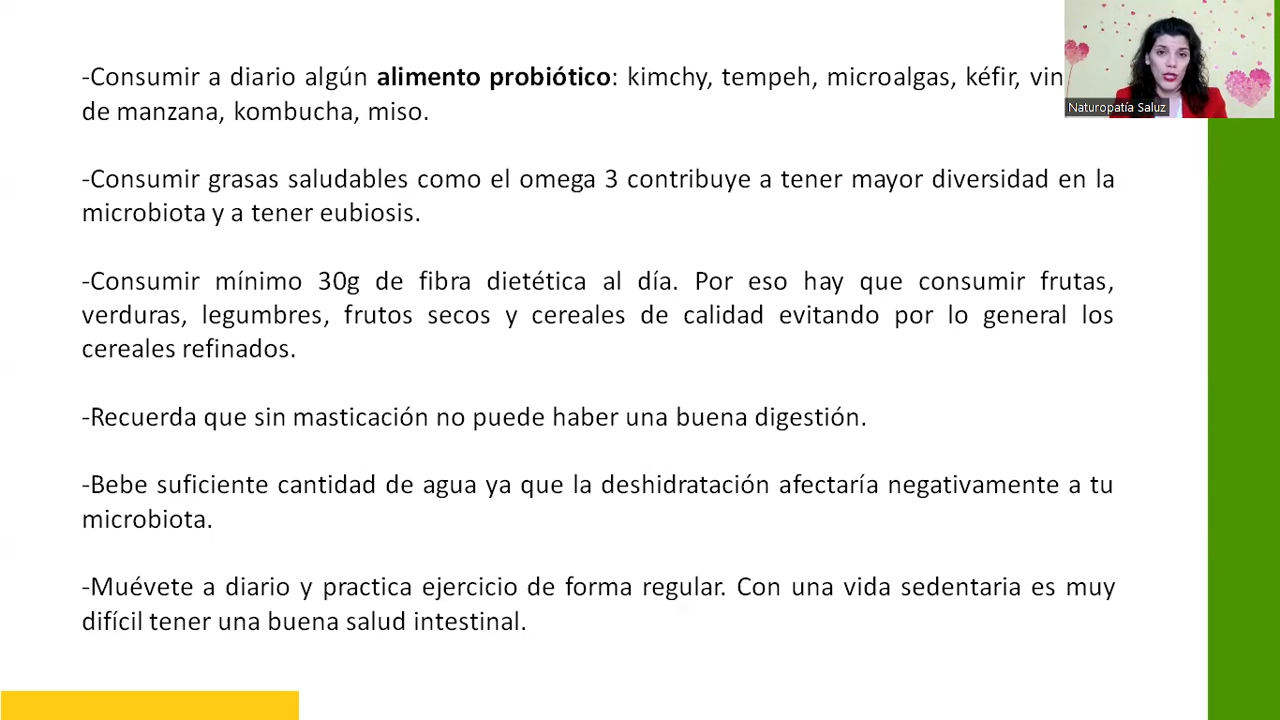 -Consumir a diario algún alimento probiótico: kimchy, tempeh, microalgas, kéfir,
de manzana, kombucha, miso.
-Consumir grasas saludables como el omega 3 contribuye a tener mayor diversidad en la
microbiota y a tener eubiosis.
-Consumir mínimo 30g de fibra dietética al día. Por eso hay que consumir frutas,
verduras, legumbres, frutos secos y cereales de calidad evitando por lo general los
cereales refinados.
-Recuerda que sin masticación no puede haber una buena digestión.
-Bebe suficiente cantidad de agua ya que la deshidratación afectaría negativamente a tu
microbiota.
-Muévete a diario y practica ejercicio de forma regular. Con una vida sedentaria es muy
difícil tener una buena salud intestinal.
Naturopatía Saluz